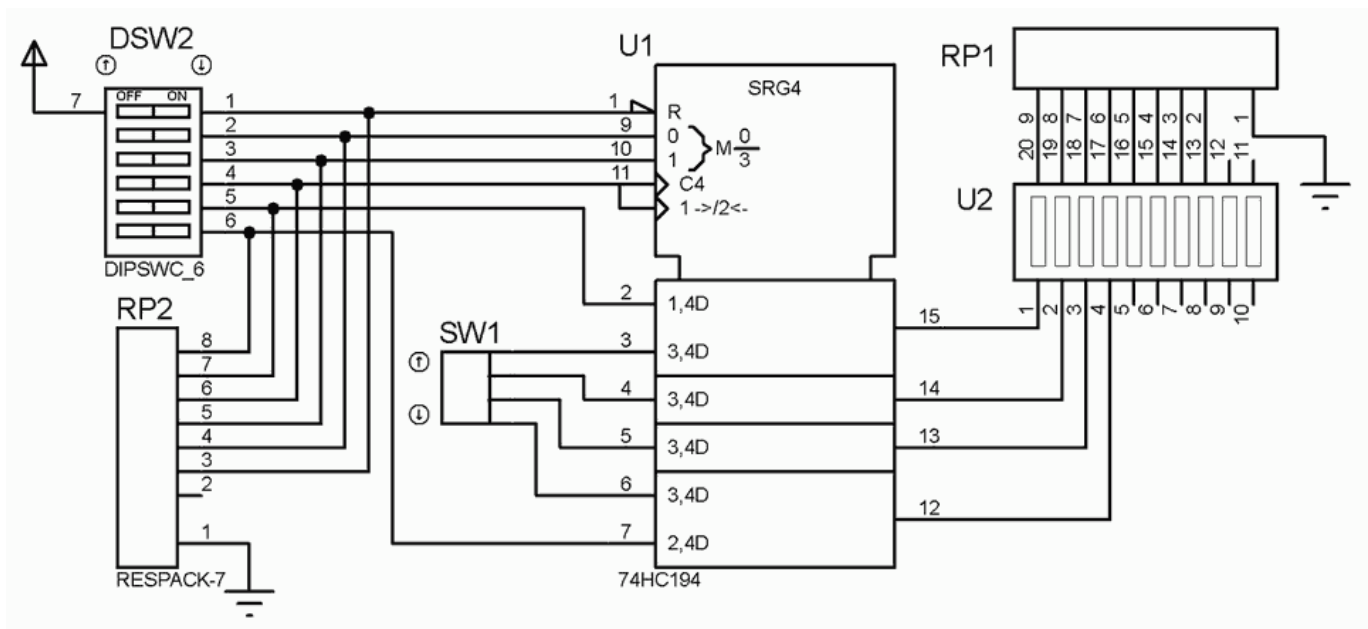 DSW2
OFF ON
7
1
2
3
4
5
6
DIPSWC_6
RP2
8
7
6
5
4
3
2
1
RESPACK-7
SW1
U1
SRG4
1
R
9
0
10
1
M 0
3
11
C4
1 ->/2<-
2
1,4D
3
3,4D
4
3,4D
5
3,4D
6
3,4D
7
2,4D
74HC194
15
14
13
12
RP1
9 8 7 6 5 4 3 2 1
20 19 18 17 16 15 14 13 12 11
U2
1 2 3 4 5 6 7 8 9 10